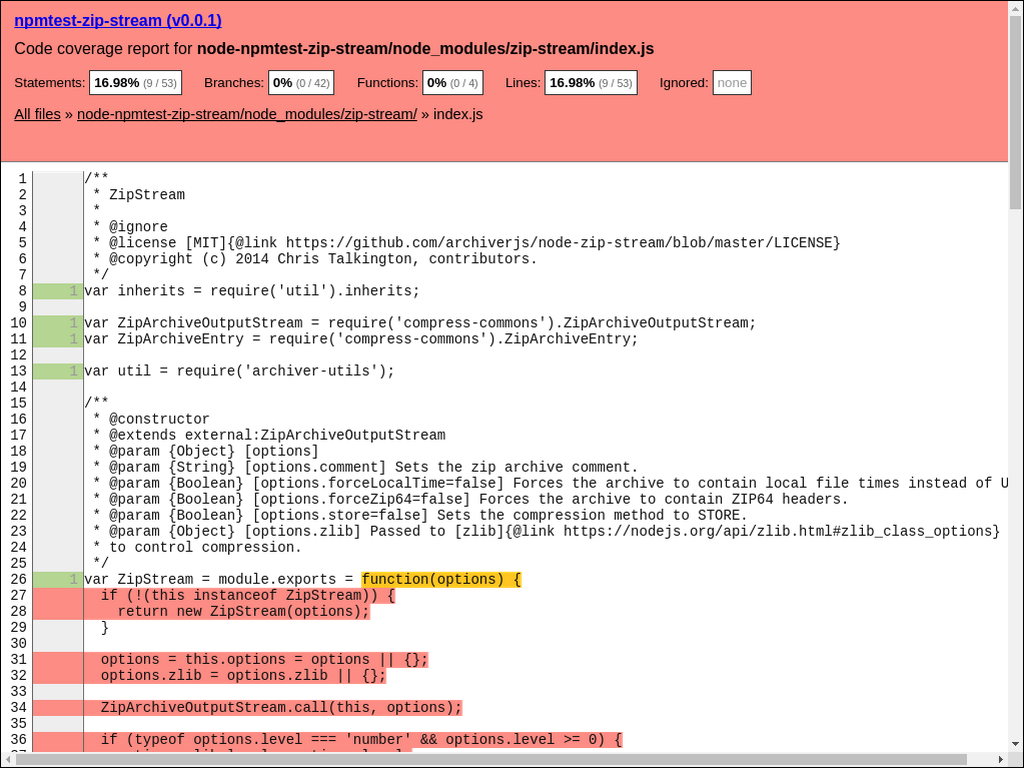 npmtest-zip-stream (v0.0.1)
Code coverage report for node-npmtest-zip-stream/node_modules/zip-stream/index.js
Statements: 16.98% (9 / 53) Branches: 0% (0 / 42) Functions: 0% (0 / 4) Lines: 16.98% (9 / 53) Ignored: none
All files » node-npmtest-zip-stream/node_modules/zip-stream/ » index.js
1 /**
2 * ZipStream
3 *
4 * @ignore
5 * @license [MIT]{@link https://github.com/archiverjs/node-zip-stream/blob/master/LICENSE}
6 * @copyright (c) 2014 Chris Talkington, contributors.
7 */
8 1 var inherits = require('util').inherits;
9
10 1 var ZipArchiveOutputStream = require('compress-commons').ZipArchiveOutputStream;
11 1 var ZipArchiveEntry = require('compress-commons').ZipArchiveEntry;
12
13 1 var util = require('archiver-utils');
14
15 /**
16 * @constructor
17 * @extends external:ZipArchiveOutputStream
18 * @param {Object} [options]
19 * @param {String} [options.comment] Sets the zip archive comment.
20 * @param {Boolean} [options.forceLocalTime=false] Forces the archive to contain local file times instead of U
21 * @param {Boolean} [options.forceZip64=false] Forces the archive to contain ZIP64 headers.
22 * @param {Boolean} [options.store=false] Sets the compression method to STORE.
23 * @param {Object} [options.zlib] Passed to [zlib]{@link https://nodejs.org/api/zlib.html#zlib_class_options}
24 * to control compression.
25 */
26 1 var ZipStream = module.exports = function(options) {
27 if (!(this instanceof ZipStream)) {
28 return new ZipStream(options);
29 }
30
31 options = this.options = options || {};
32 options.zlib = options.zlib || {};
33
34 ZipArchiveOutputStream.call(this, options);
35
36 if (typeof options.level === 'number' && options.level >= 0) {